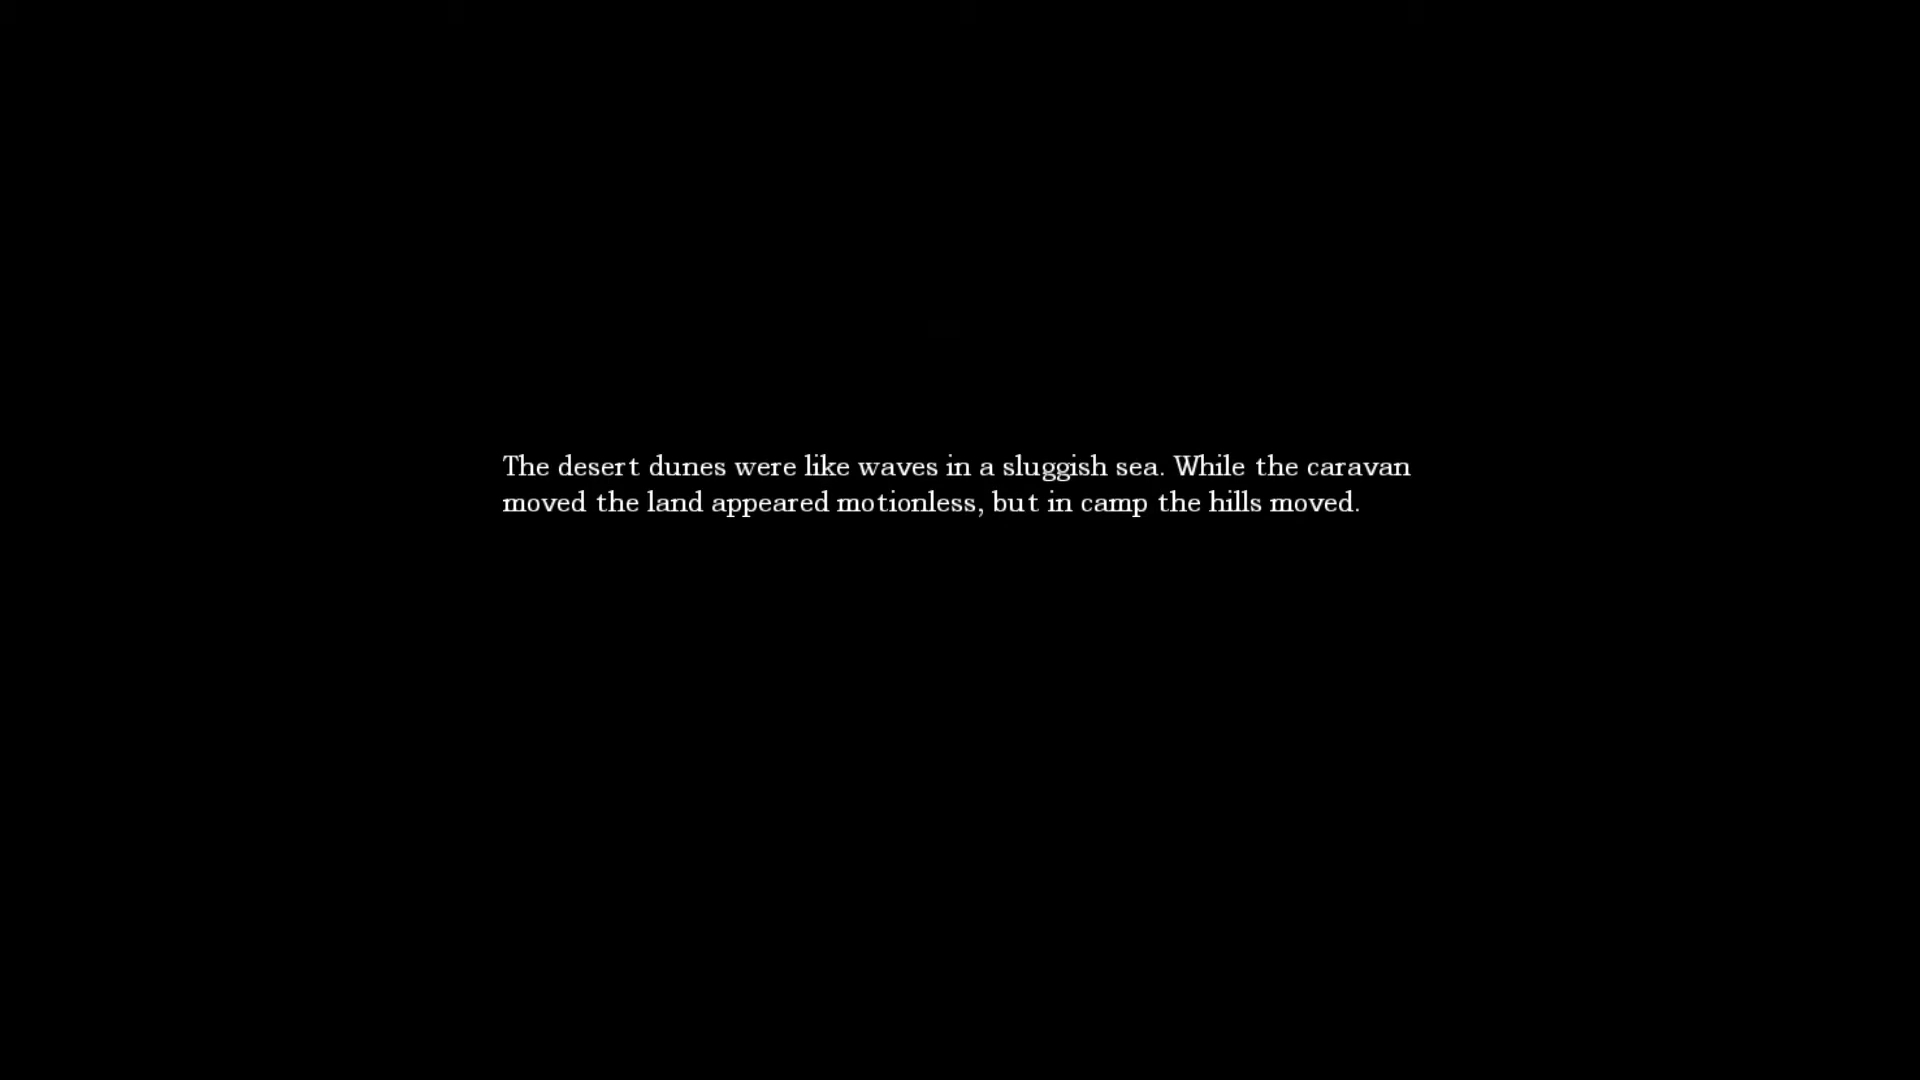 The desert dunes were like waves in a sluggish sea. While the caravan
moved the land appeared motionless, but in camp the hills moved.